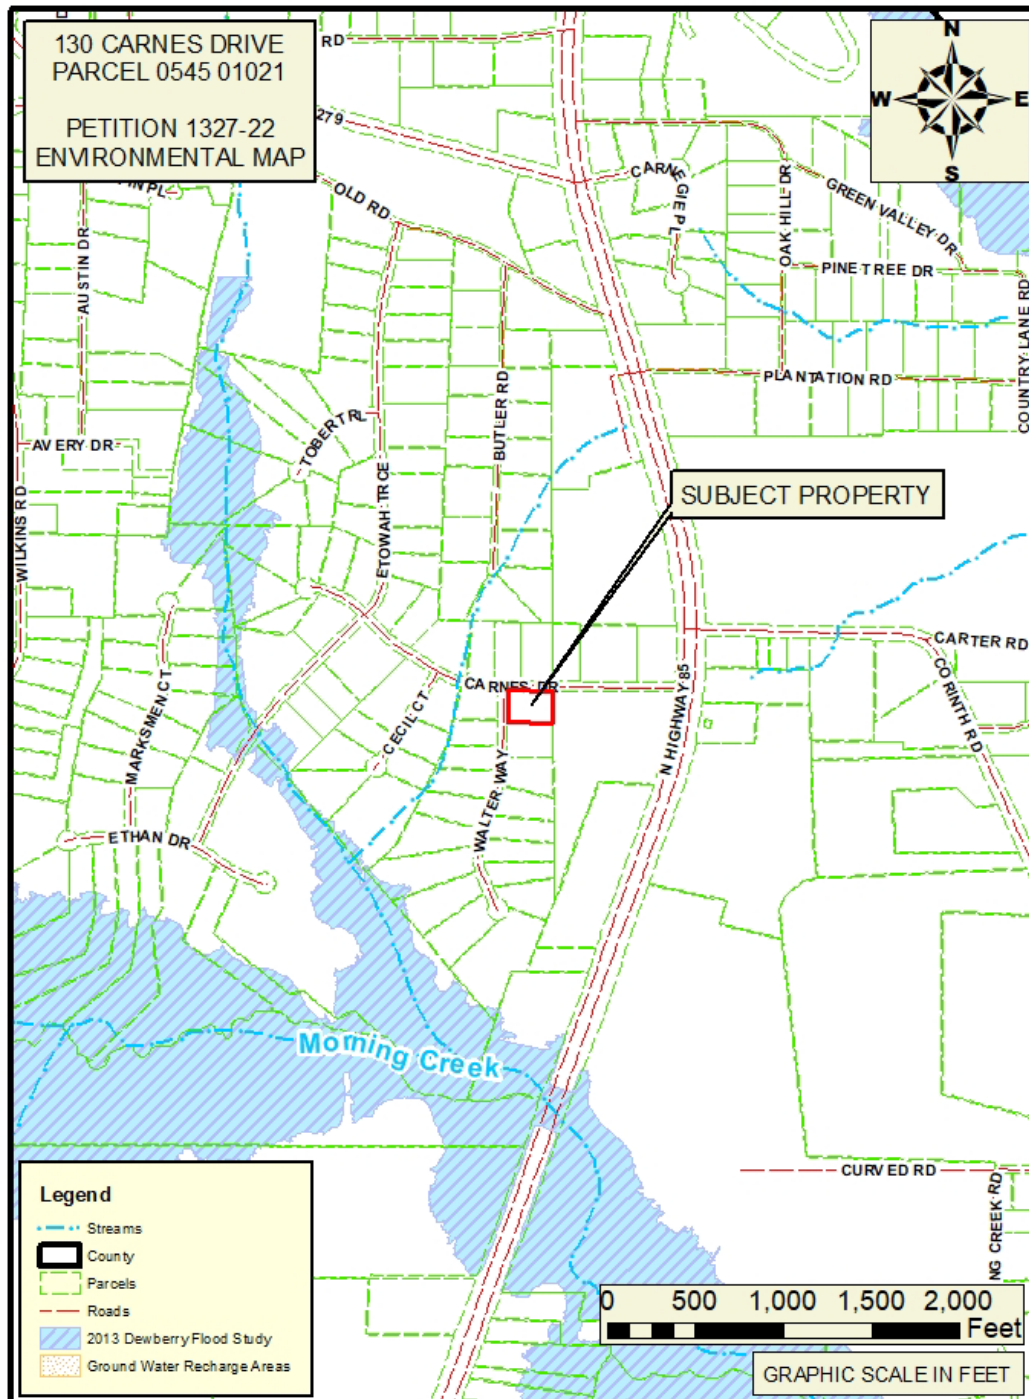 130 CARNES DRIVE
PARCEL 0545 01021
PETITION 1327-22
ENVIRONMENTAL MAP
N
W
E
S
RD
279
OLD RD
PL
AUSTIN DR
CARNEGIE PL
OAK HILL DR
GREEN VALLEY DR
PINE TREE DR
COUNTRY LANE RD
PLANTATION RD
BUTLER RD
TOBER TRL
AVERY DR
WILKINS RD
ETOWAH TRCE
SUBJECT PROPERTY
CARTER RD
CORINTH RD
CARNES DR
N HIGHWAY 85
CECIL CT
MARKSMEN CT
WALTER WAY
ETHAN DR
Morning Creek
CURVED RD
NG CREEK RD
Legend
Streams
County
Parcels
Roads
2013 Dewberry Flood Study
Ground Water Recharge Areas
0 500 1,000 1,500 2,000
Feet
GRAPHIC SCALE IN FEET